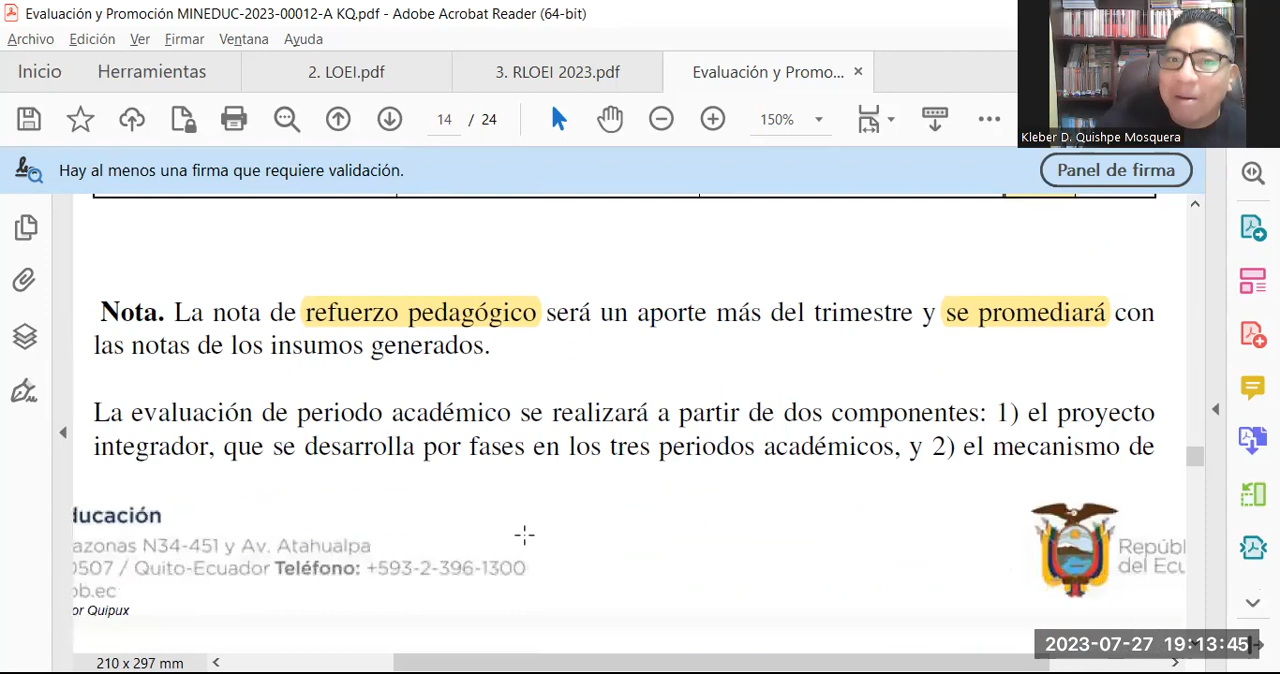 Evaluación y Promoción MINEDUC-2023-00012-A KQ.pdf - Adobe Acrobat Reader (64-bit)
Archivo Edición Ver Firmar Ventana Ayuda
Inicio Herramientas 2. LOEI.pdf 3. RLOEI 2023.pdf Evaluación y Promo... ×
14 / 24 150%
Kleber D. Quishpe Mosquera
Hay al menos una firma que requiere validación. Panel de firma
Nota. La nota de refuerzo pedagógico será un aporte más del trimestre y se promediará con
las notas de los insumos generados.
La evaluación de periodo académico se realizará a partir de dos componentes: 1) el proyecto
integrador, que se desarrolla por fases en los tres periodos académicos, y 2) el mecanismo de
ducación
azonas N34-451 y Av. Atahualpa
0507 / Quito-Ecuador Teléfono: +593-2-396-1300
ob.ec
or Quipux
Repúbl
del Ecu
2023-07-27 19:13:45
210 x 297 mm